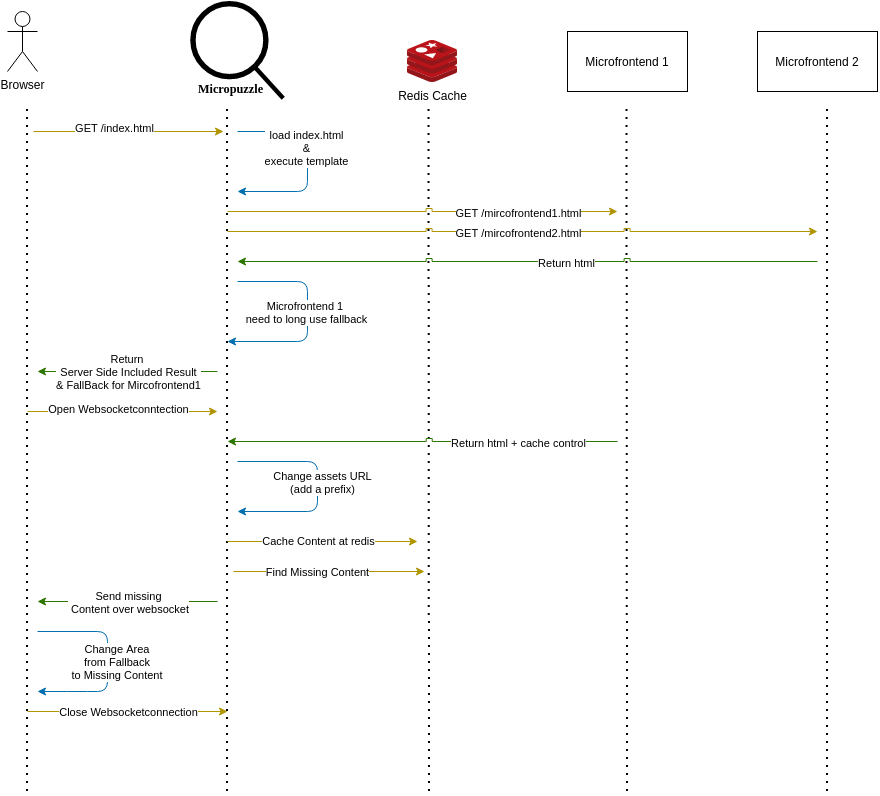 Browser
Micropuzzle
Redis Cache
Microfrontend 1
Microfrontend 2
GET /index.html
load index.html
&
execute template
GET /mircofrontend1.html
GET /mircofrontend2.html
Return html
Microfrontend 1
need to long use fallback
Return
Server Side Included Result
& FallBack for Mircofrontend1
Open Websocketconntection
Return html + cache control
Change assets URL
(add a prefix)
Cache Content at redis
Find Missing Content
Send missing
Content over websocket
Change Area
from Fallback
to Missing Content
Close Websocketconnection